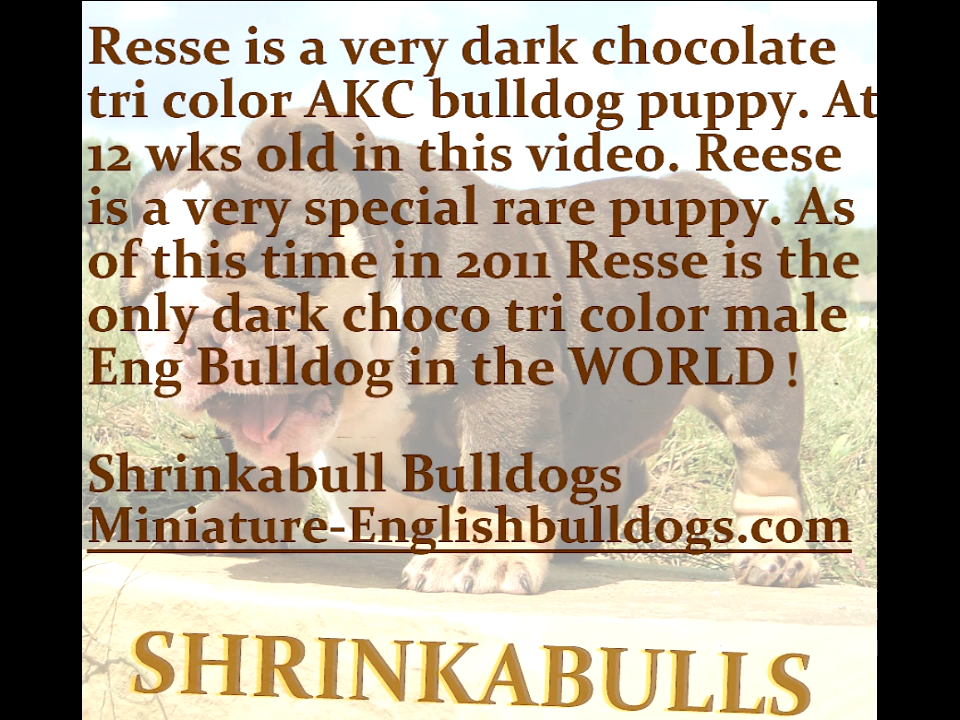 Resse is a very dark chocolate
tri color AKC bulldog puppy. At
12 wks old in this video. Reese
is a very special rare puppy. As
of this time in 2011 Resse is the
only dark choco tri color male
Eng Bulldog in the WORLD !
Shrinkabull Bulldogs
Miniature-Englishbulldogs.com
SHRINKABULLS